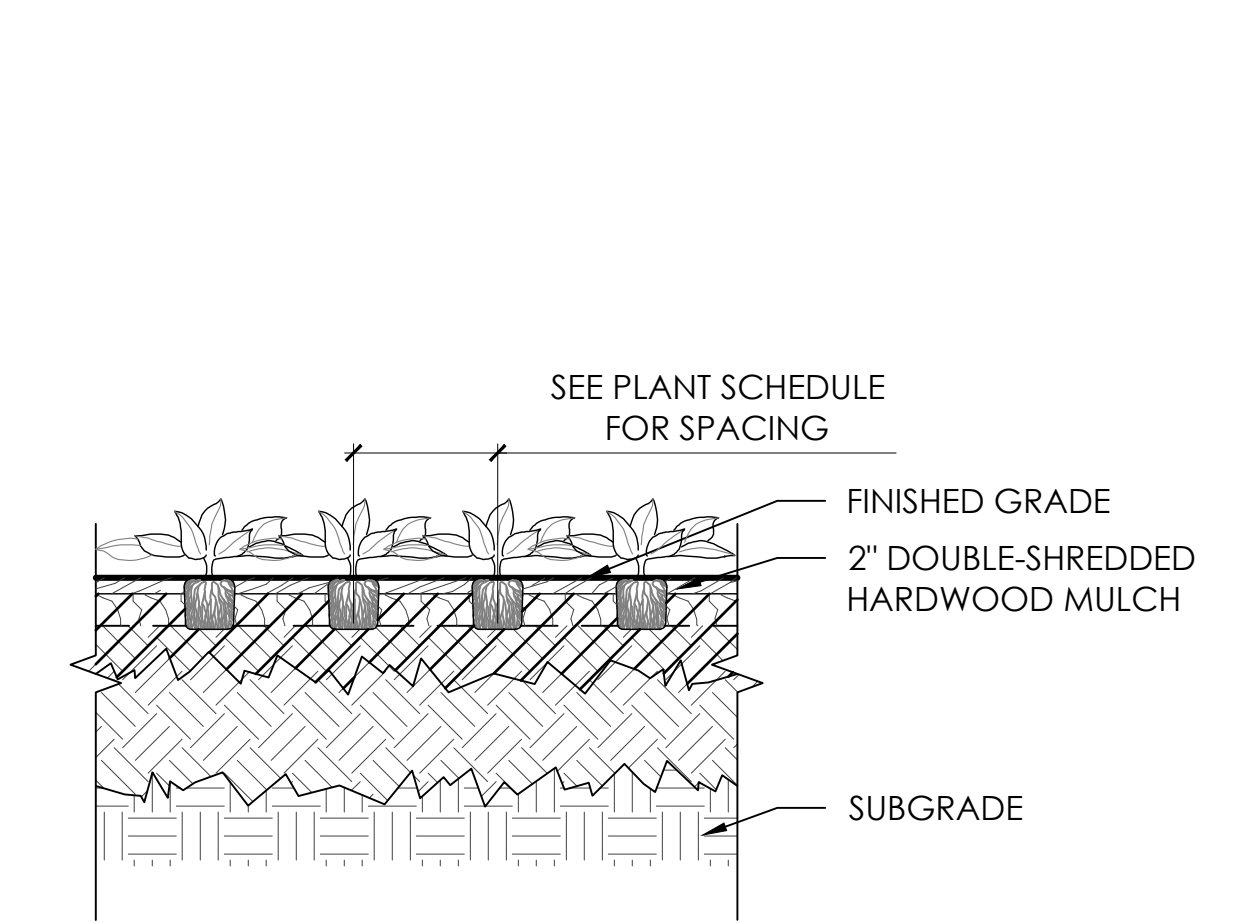 SEE PLANT SCHEDULE
FOR SPACING
FINISHED GRADE
2" DOUBLE-SHREDDED
HARDWOOD MULCH
SUBGRADE